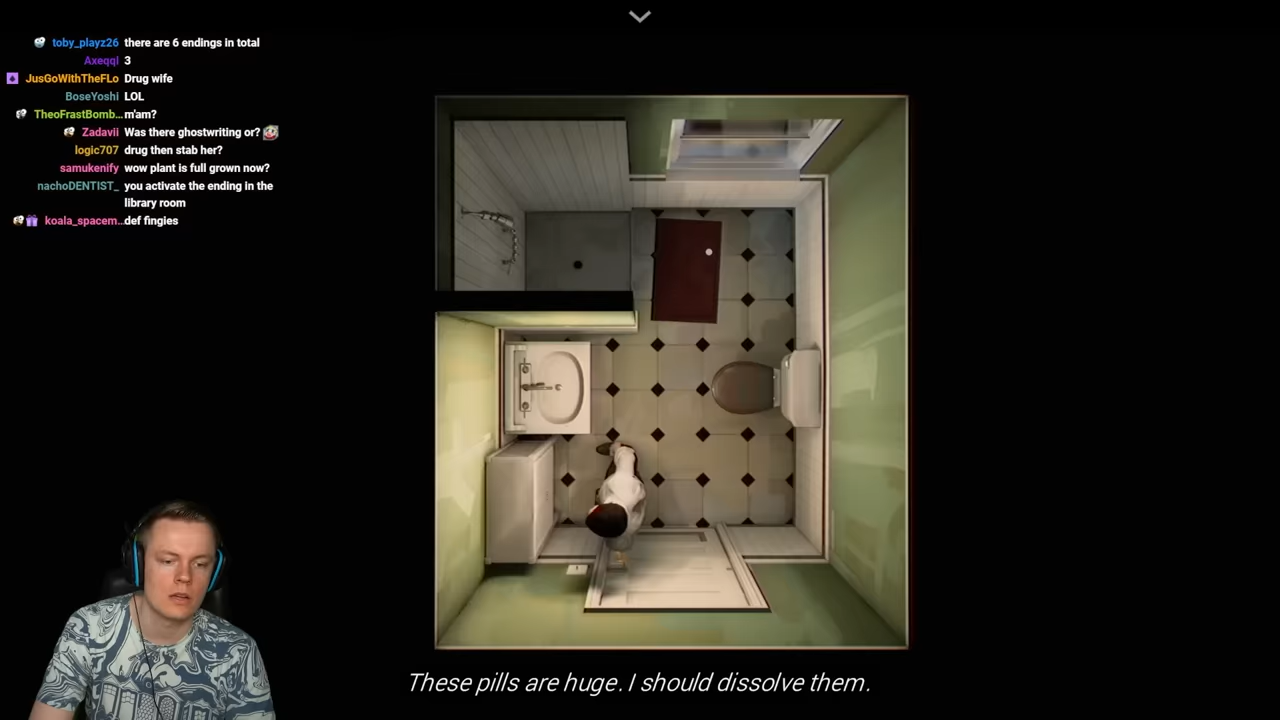 toby_playz26 there are 6 endings in total
Axeqql 3
JusGoWithTheFLo Drug wife
BoseYoshi LOL
TheoFrastBomb... m'am?
Zadavii Was there ghostwriting or?
logic707 drug then stab her?
samukenify wow plant is full grown now?
nachoDENTIST_ you activate the ending in the
library room
koala_spacem... def fingies
These pills are huge. I should dissolve them.